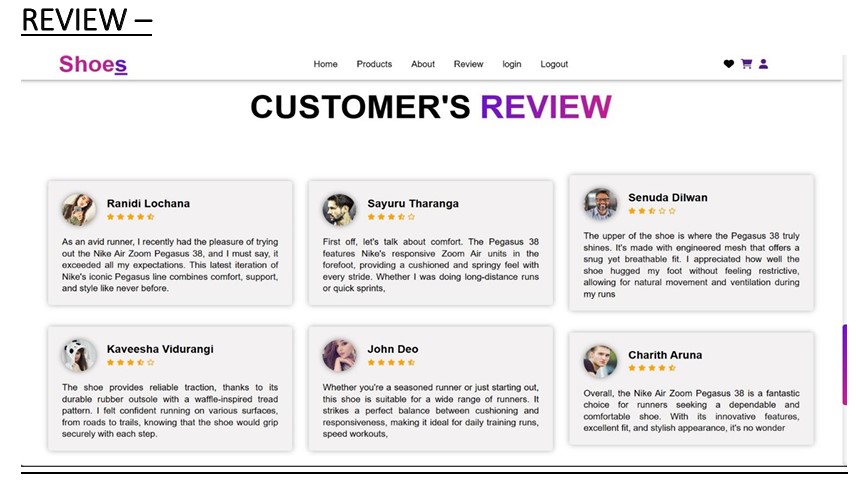 REVIEW –
Shoes
Home Products About Review login Logout
CUSTOMER'S REVIEW
Ranidi Lochana
As an avid runner, I recently had the pleasure of trying
out the Nike Air Zoom Pegasus 38, and I must say, it
exceeded all my expectations. This latest iteration of
Nike's iconic Pegasus line combines comfort, support,
and style like never before.
Sayuru Tharanga
First off, let's talk about comfort. The Pegasus 38
features Nike's responsive Zoom Air units in the
forefoot, providing a cushioned and springy feel with
every stride. Whether I was doing long-distance runs
or quick sprints,
Senuda Dilwan
The upper of the shoe is where the Pegasus 38 truly
shines. It's made with engineered mesh that offers a
snug yet breathable fit. I appreciated how well the
shoe hugged my foot without feeling restrictive,
allowing for natural movement and ventilation during
my runs
Kaveesha Vidurangi
The shoe provides reliable traction, thanks to its
durable rubber outsole with a waffle-inspired tread
pattern. I felt confident running on various surfaces,
from roads to trails, knowing that the shoe would grip
securely with each step.
John Deo
Whether you're a seasoned runner or just starting out,
this shoe is suitable for a wide range of runners. It
strikes a perfect balance between cushioning and
responsiveness, making it ideal for daily training runs,
speed workouts,
Charith Aruna
Overall, the Nike Air Zoom Pegasus 38 is a fantastic
choice for runners seeking a dependable and
comfortable shoe. With its innovative features,
excellent fit, and stylish appearance, it's no wonder